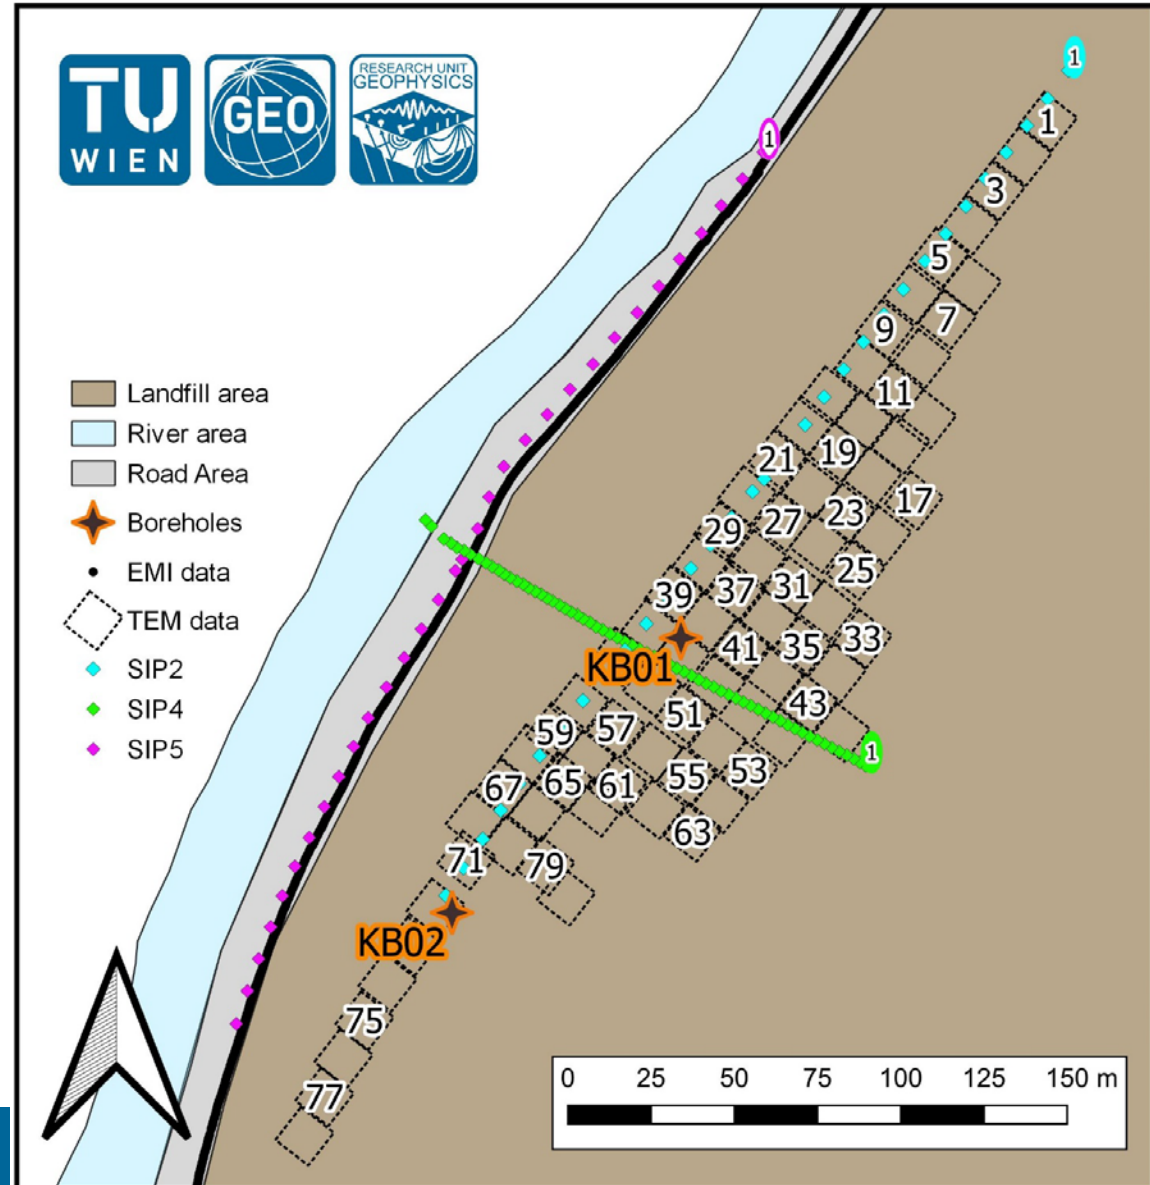 TU
WIEN
GEO
RESEARCH UNIT
GEOPHYSICS
1
1
1
3
5
7
9
11
19
21
17
23
27
29
25
31
37
39
33
35
41
KB01
43
51
57
59
1
53
55
61
65
67
63
71
79
KB02
75
77
Landfill area
River area
Road Area
Boreholes
EMI data
TEM data
SIP2
SIP4
SIP5
0 25 50 75 100 125 150 m